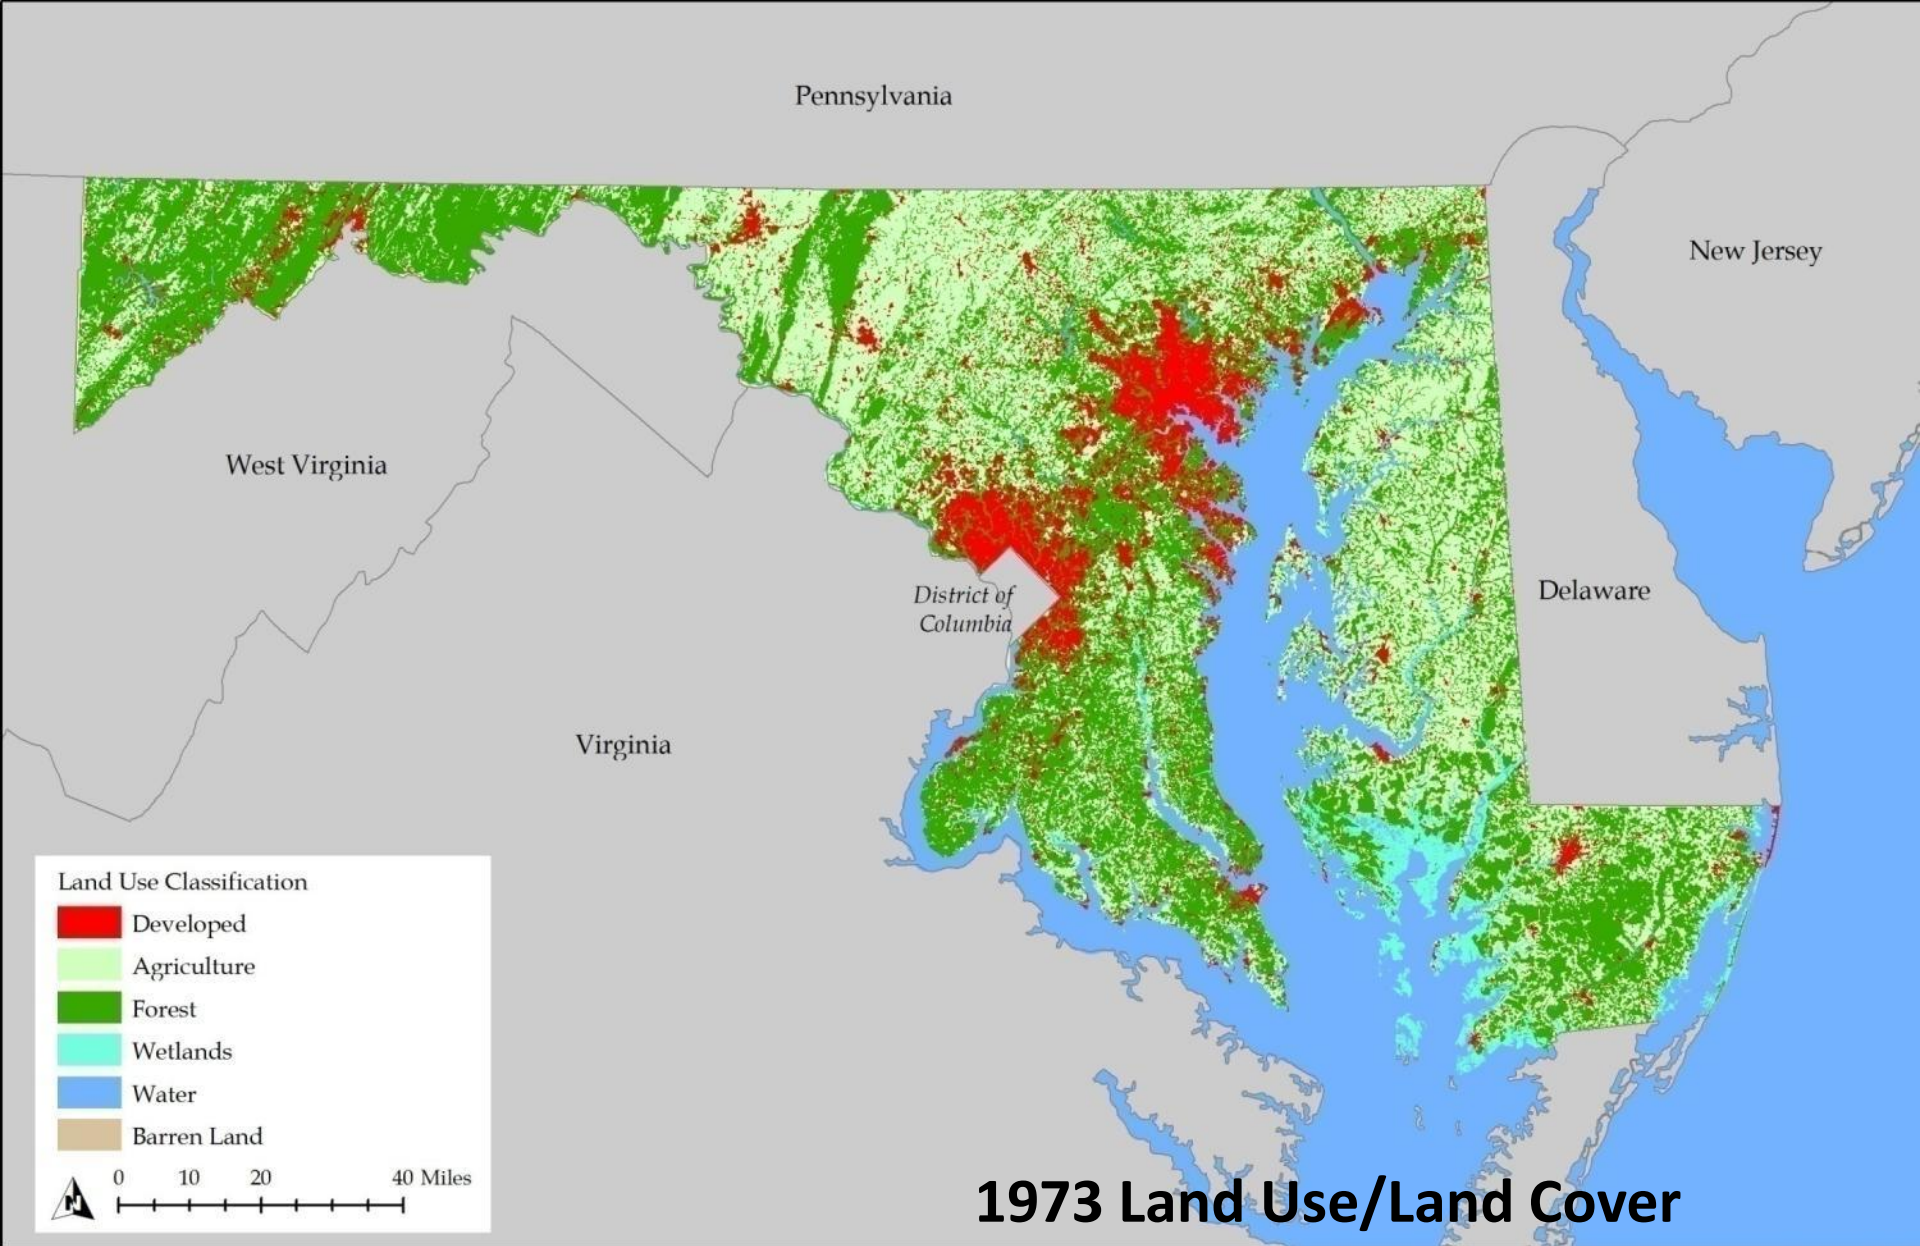 Pennsylvania
New Jersey
West Virginia
Delaware
District of
Columbia
Virginia
Land Use Classification
Developed
Agriculture
Forest
Wetlands
Water
Barren Land
0 10 20 40 Miles
N
1973 Land Use/Land Cover